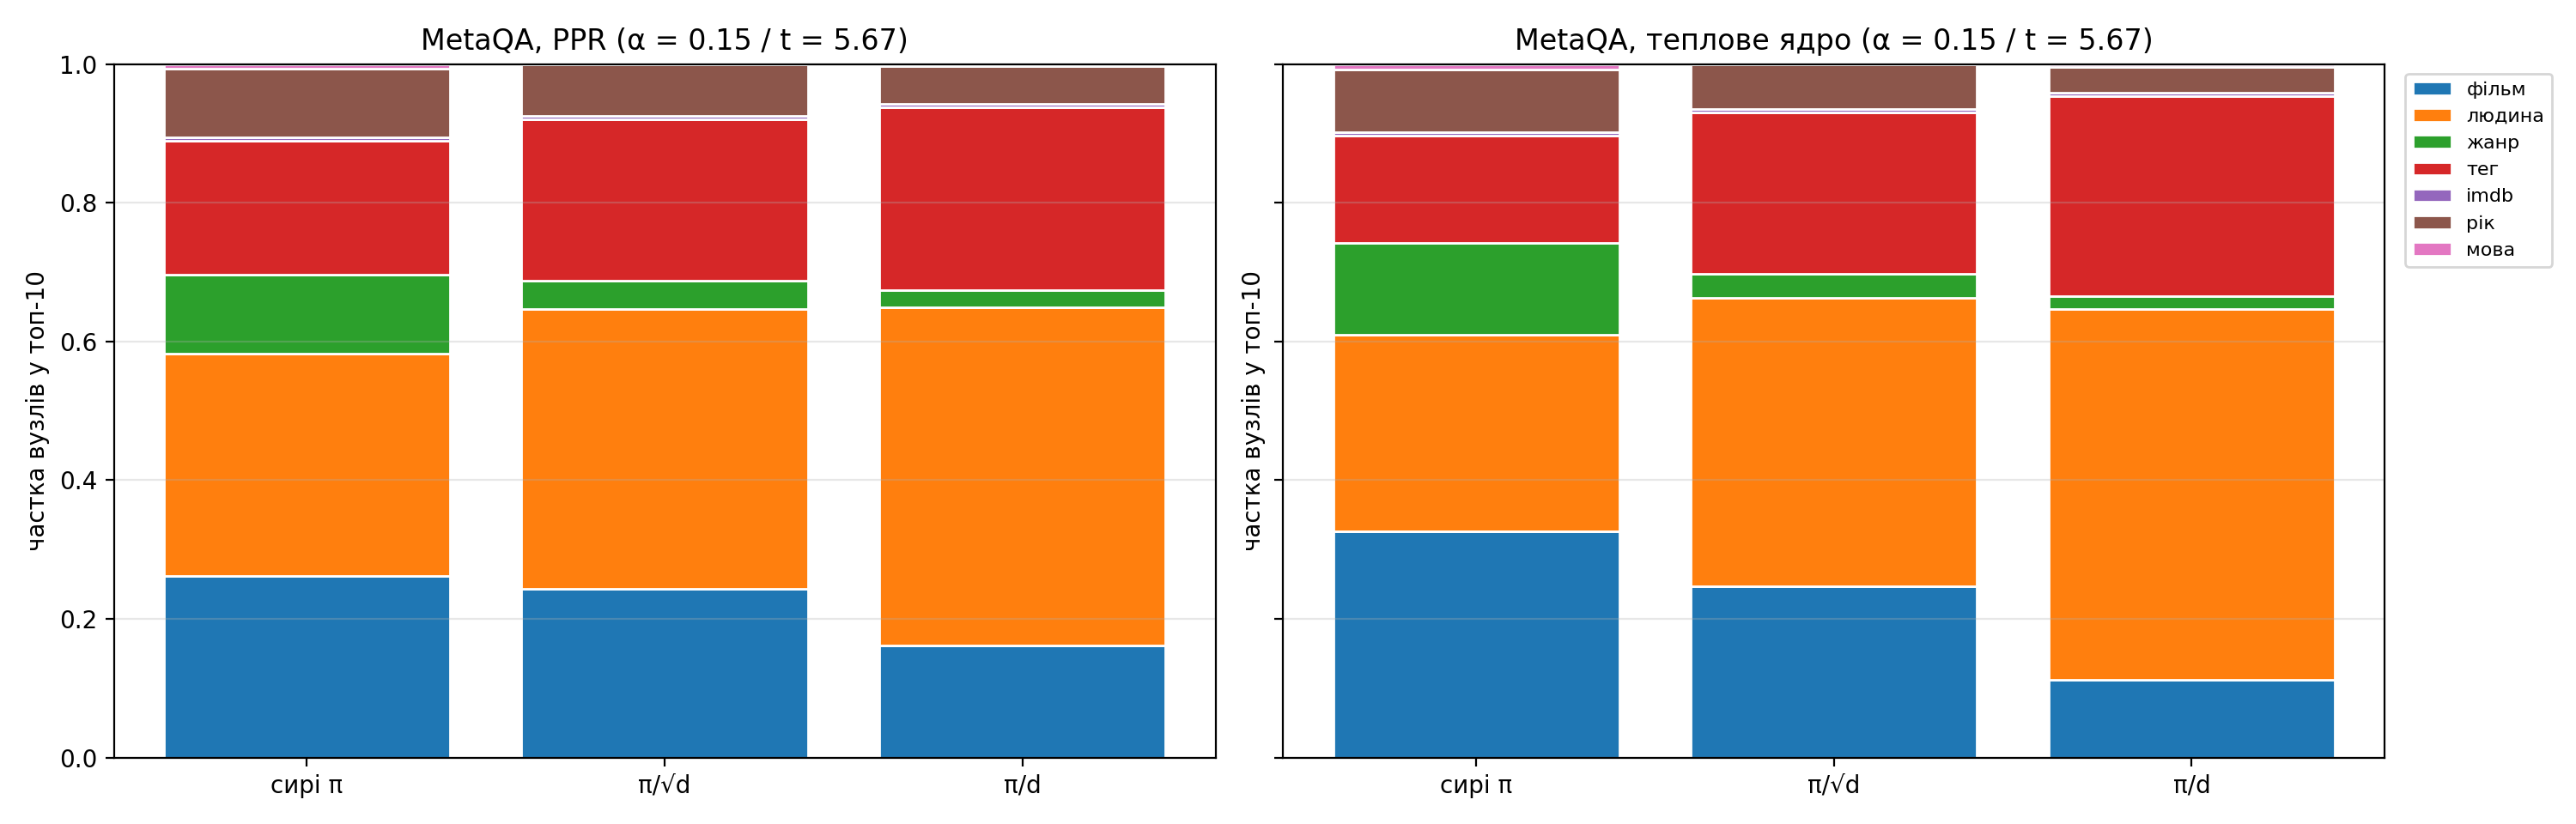 MetaQA, PPR (α = 0.15 / t = 5.67)
частка вузлів у топ-10
1.0
0.8
0.6
0.4
0.2
0.0
сирі π
π/√d
π/d
MetaQA, теплове ядро (α = 0.15 / t = 5.67)
частка вузлів у топ-10
сирі π
π/√d
π/d
фільм
людина
жанр
тег
imdb
рік
мова